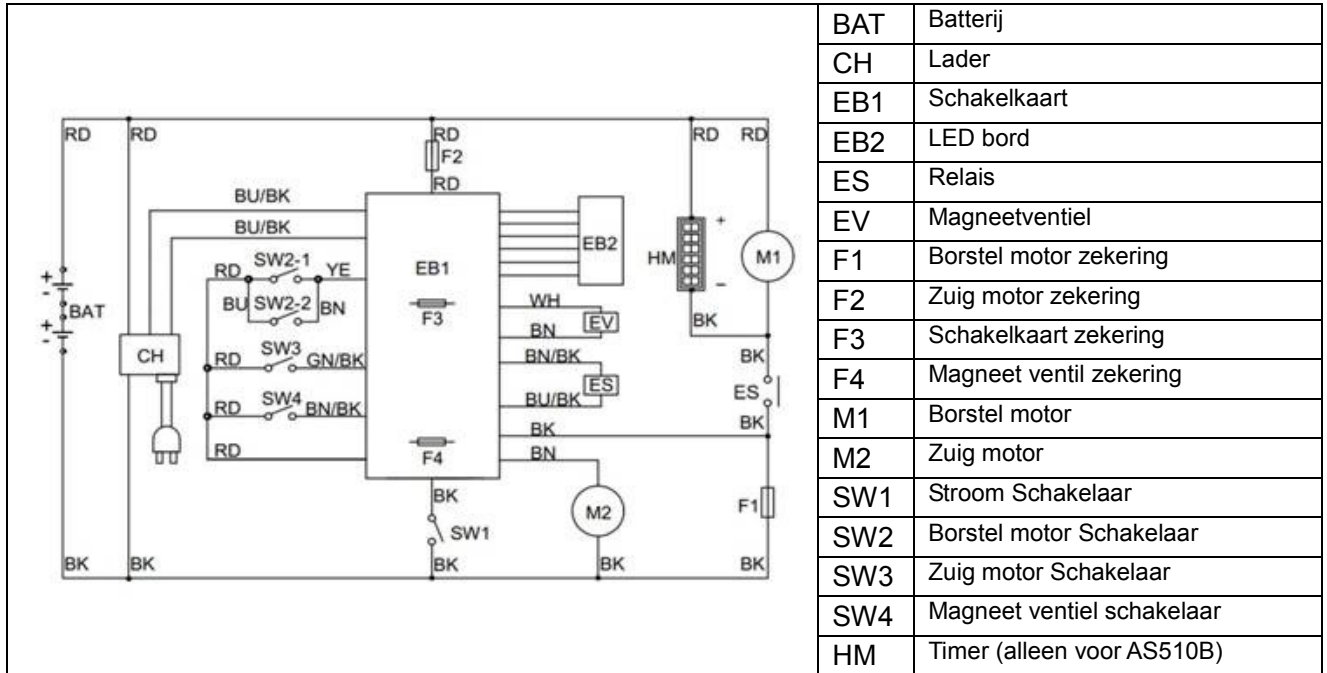 RD RD RD RD RD
F2
RD
BU/BK
BU/BK
SW2-1
RD YE
EB1
EB2
HM
+
-
M1
BU SW2-2 BN
+
-
BAT
+
-
F3
WH
EV
BN
BK
CH
SW3
RD GN/BK
BN/BK
ES
BU/BK
BK
ES
SW4
RD BN/BK
BK
BK
RD
F4
BN
BK
M2
F1
SW1
BK BK BK BK BK
BAT Batterij
CH Lader
EB1 Schakelkaart
EB2 LED bord
ES Relais
EV Magneetventiel
F1 Borstel motor zekering
F2 Zuig motor zekering
F3 Schakelkaart zekering
F4 Magneet ventil zekering
M1 Borstel motor
M2 Zuig motor
SW1 Stroom Schakelaar
SW2 Borstel motor Schakelaar
SW3 Zuig motor Schakelaar
SW4 Magneet ventiel schakelaar
HM Timer (alleen voor AS510B)